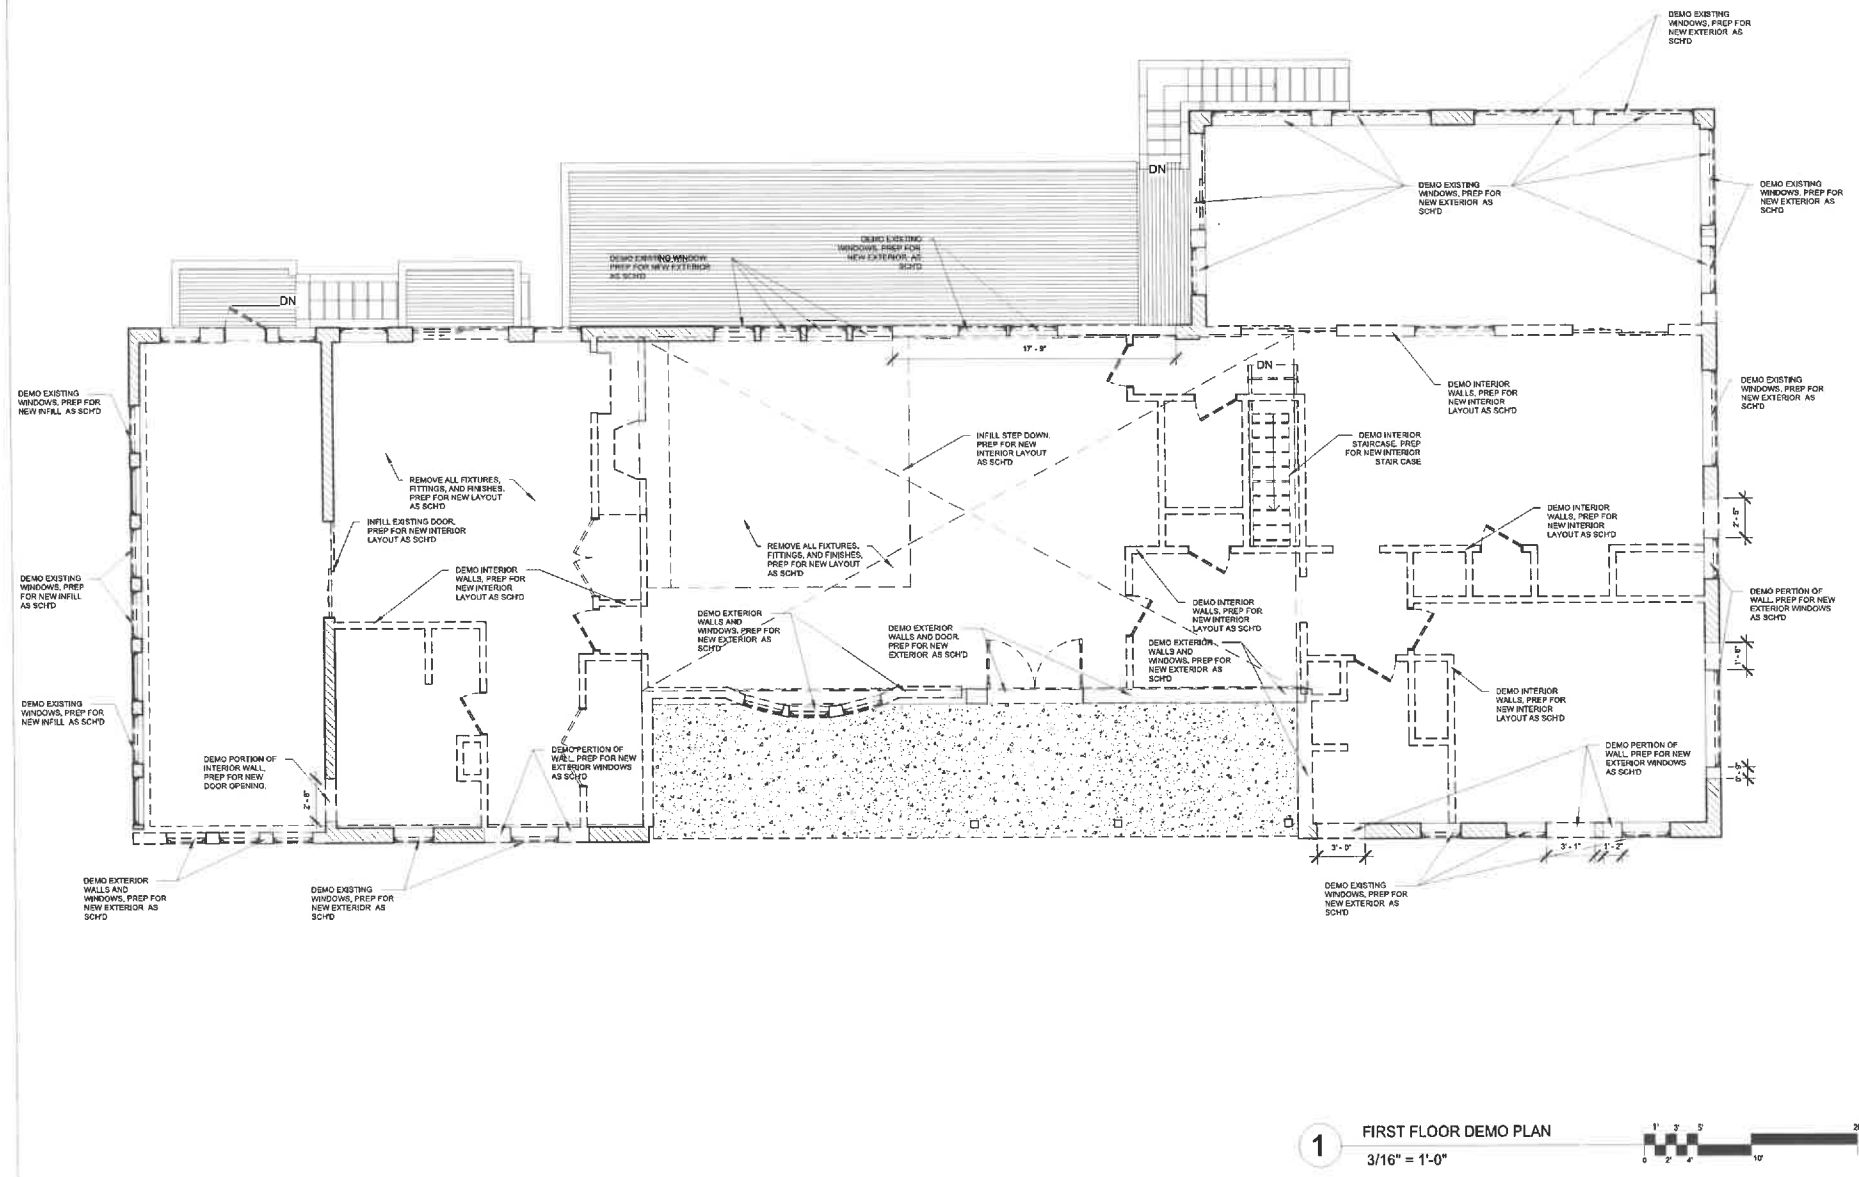 DEMO EXISTING
WINDOWS, PREP FOR
NEW EXTERIOR AS
SCH'D
DN
DEMO EXISTING
WINDOWS, PREP FOR
NEW EXTERIOR AS
SCH'D
DEMO EXISTING
WINDOWS, PREP FOR
NEW EXTERIOR AS
SCH'D
DEMO EXISTING
WINDOWS, PREP FOR
NEW EXTERIOR AS
SCH'D
DEMO EXISTING WINDOW
PREP FOR NEW EXTERIOR
AS SCH'D
DN
17' - 9"
DN
DEMO EXISTING
WINDOWS, PREP FOR
NEW INFILL AS SCH'D
DEMO INTERIOR
WALLS, PREP FOR
NEW INTERIOR
LAYOUT AS SCH'D
DEMO EXISTING
WINDOWS, PREP FOR
NEW EXTERIOR AS
SCH'D
INFILL STEP DOWN,
PREP FOR NEW
INTERIOR LAYOUT
AS SCH'D
DEMO INTERIOR
STAIRCASE, PREP
FOR NEW INTERIOR
STAIR CASE
REMOVE ALL FIXTURES,
FITTINGS, AND FINISHES,
PREP FOR NEW LAYOUT
AS SCH'D
INFILL EXISTING DOOR,
PREP FOR NEW INTERIOR
LAYOUT AS SCH'D
DEMO INTERIOR
WALLS, PREP FOR
NEW INTERIOR
LAYOUT AS SCH'D
REMOVE ALL FIXTURES,
FITTINGS, AND FINISHES,
PREP FOR NEW LAYOUT
AS SCH'D
DEMO EXISTING
WINDOWS, PREP
FOR NEW INFILL
AS SCH'D
DEMO INTERIOR
WALLS, PREP FOR
NEW INTERIOR
LAYOUT AS SCH'D
DEMO PERTION OF
WALL, PREP FOR NEW
EXTERIOR WINDOWS
AS SCH'D
DEMO EXTERIOR
WALLS AND
WINDOWS, PREP FOR
NEW EXTERIOR AS
SCH'D
DEMO EXTERIOR
WALLS AND DOOR,
PREP FOR NEW
EXTERIOR AS SCH'D
DEMO INTERIOR
WALLS, PREP FOR
NEW INTERIOR
LAYOUT AS SCH'D
DEMO EXTERIOR
WALLS AND
WINDOWS, PREP FOR
NEW EXTERIOR AS
SCH'D
DEMO EXISTING
WINDOWS, PREP FOR
NEW INFILL AS SCH'D
DEMO INTERIOR
WALLS, PREP FOR
NEW INTERIOR
LAYOUT AS SCH'D
DEMO PORTION OF
INTERIOR WALL,
PREP FOR NEW
DOOR OPENING.
DEMO PERTION OF
WALL, PREP FOR NEW
EXTERIOR WINDOWS
AS SCH'D
DEMO PERTION OF
WALL, PREP FOR NEW
EXTERIOR WINDOWS
AS SCH'D
3' - 0"
3' - 1"
1' - 2"
DEMO EXTERIOR
WALLS AND
WINDOWS, PREP FOR
NEW EXTERIOR AS
SCH'D
DEMO EXISTING
WINDOWS, PREP FOR
NEW EXTERIOR AS
SCH'D
DEMO EXISTING
WINDOWS, PREP FOR
NEW EXTERIOR AS
SCH'D
1
FIRST FLOOR DEMO PLAN
3/16" = 1'-0"
1' 3' 5'
0 2' 4' 10'